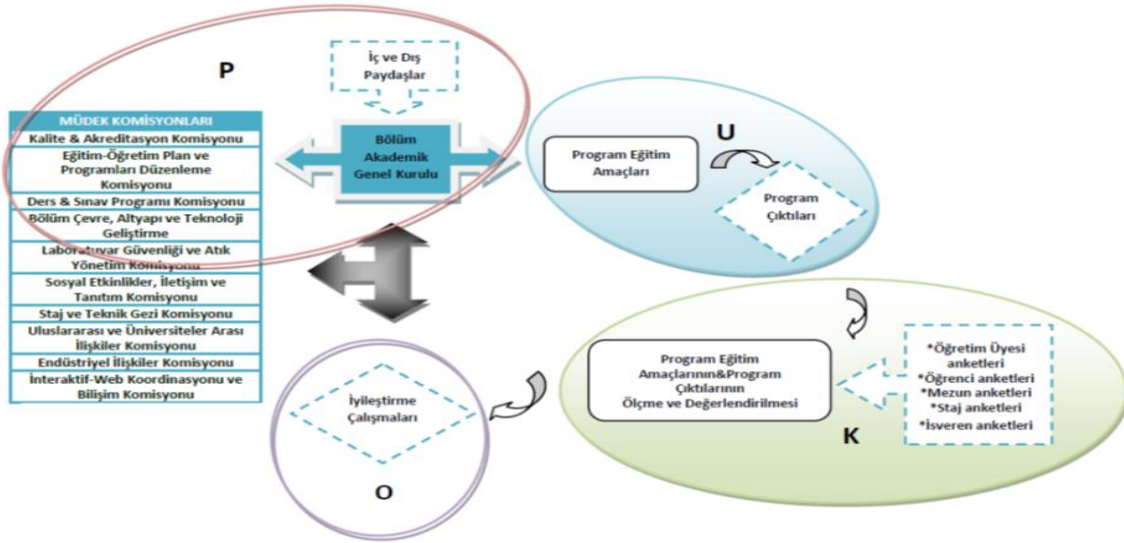 P
İç ve Dış
Paydaşlar
MÜDEK KOMİSYONLARI
Kalite & Akreditasyon Komisyonu
Eğitim-Öğretim Plan ve
Programları Düzenleme
Komisyonu
Ders & Sınav Programı Komisyonu
Bölüm Çevre, Altyapı ve Teknoloji
Geliştirme
Laboratuvar Güvenliği ve Atık
Yönetim Komisyonu
Sosyal Etkinlikler, İletişim ve
Tanıtım Komisyonu
Staj ve Teknik Gezi Komisyonu
Uluslararası ve Üniversiteler Arası
İlişkiler Komisyonu
Endüstriyel İlişkiler Komisyonu
İnteraktif-Web Koordinasyonu ve
Bilişim Komisyonu
Bölüm
Akademik
Genel Kurulu
U
Program Eğitim
Amaçları
Program
Çıktıları
Program Eğitim
Amaçlarının&Program
Çıktılarının
Ölçme ve Değerlendirilmesi
*Öğretim Üyesi
anketleri
*Öğrenci anketleri
*Mezun anketleri
*Staj anketleri
*İsveren anketleri
K
İyileştirme
Çalışmaları
O